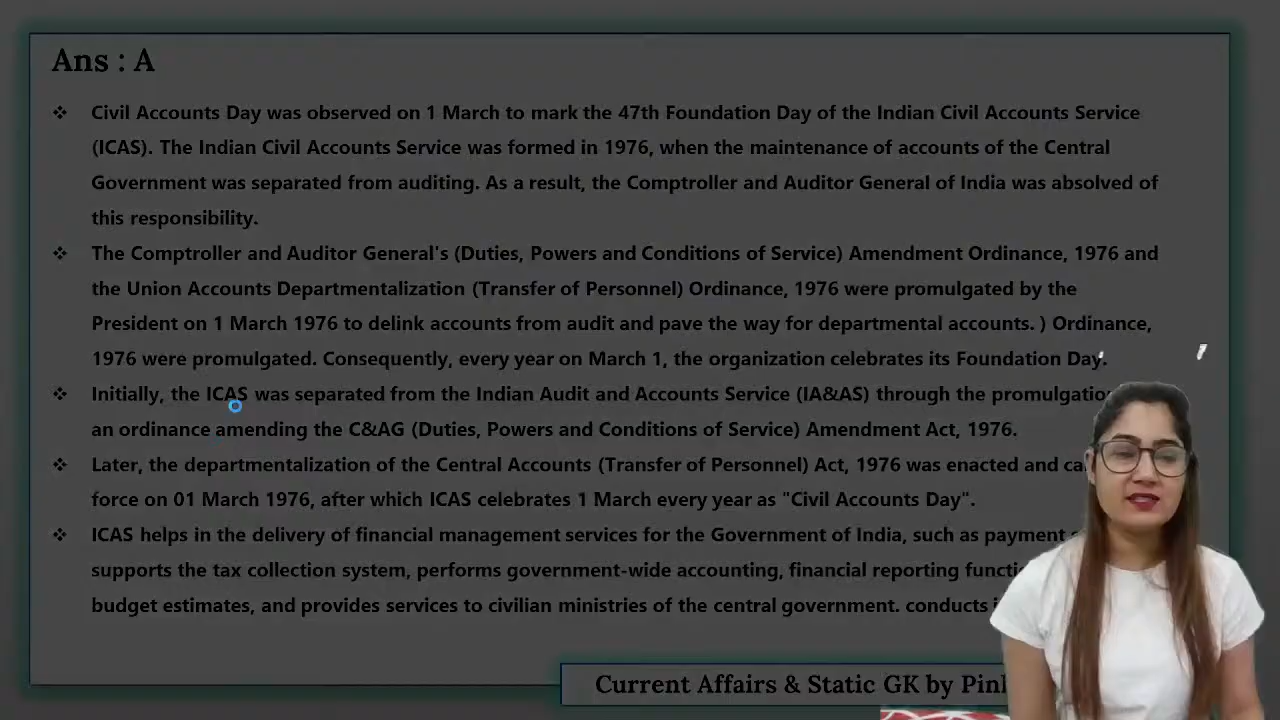 Ans : A
❖ Civil Accounts Day was observed on 1 March to mark the 47th Foundation Day of the Indian Civil Accounts Service
(ICAS). The Indian Civil Accounts Service was formed in 1976, when the maintenance of accounts of the Central
Government was separated from auditing. As a result, the Comptroller and Auditor General of India was absolved of
this responsibility.
❖ The Comptroller and Auditor General's (Duties, Powers and Conditions of Service) Amendment Ordinance, 1976 and
the Union Accounts Departmentalization (Transfer of Personnel) Ordinance, 1976 were promulgated by the
President on 1 March 1976 to delink accounts from audit and pave the way for departmental accounts. ) Ordinance,
1976 were promulgated. Consequently, every year on March 1, the organization celebrates its Foundation Day.
❖ Initially, the ICAS was separated from the Indian Audit and Accounts Service (IA&AS) through the
an ordinance amending the C&AG (Duties, Powers and Conditions of Service) Amendment Act, 1976.
❖ Later, the departmentalization of the Central Accounts (Transfer of Personnel) Act, 1976 was enacted and
force on 01 March 1976, after which ICAS celebrates 1 March every year as "Civil Accounts Day".
❖ ICAS helps in the delivery of financial management services for the Government of India, such as payment
supports the tax collection system, performs government-wide accounting, financial reporting
budget estimates, and provides services to civilian ministries of the central government. conducts
Current Affairs & Static GK by